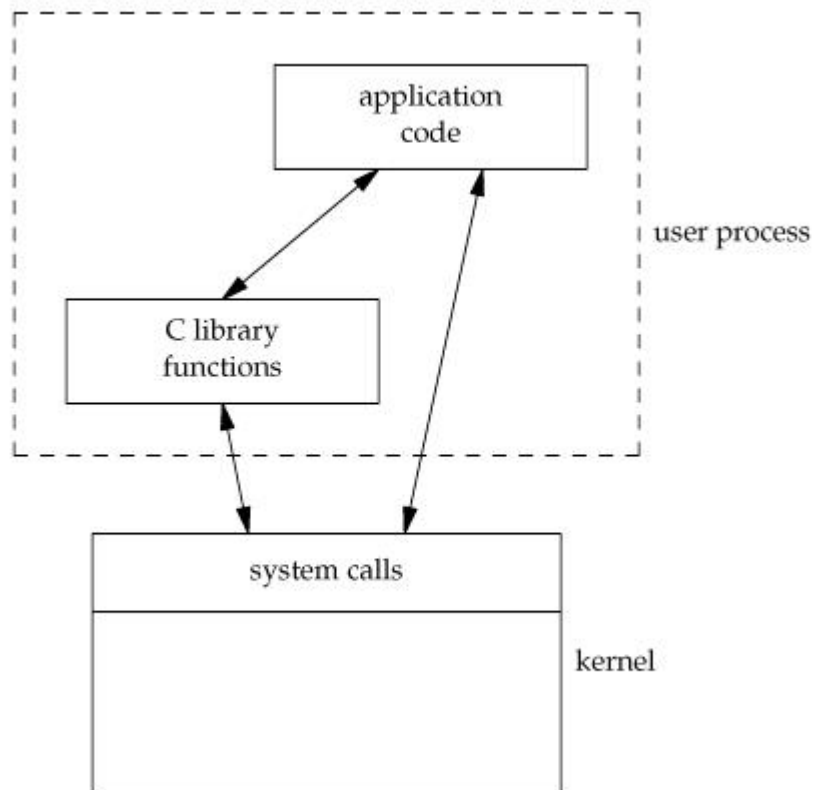 application
code
user process
C library
functions
system calls
kernel